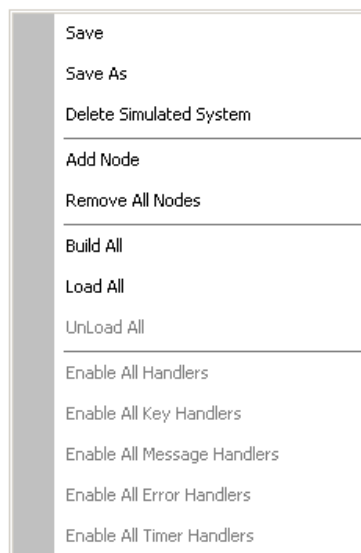 Save
Save As
Delete Simulated System
Add Node
Remove All Nodes
Build All
Load All
UnLoad All
Enable All Handlers
Enable All Key Handlers
Enable All Message Handlers
Enable All Error Handlers
Enable All Timer Handlers